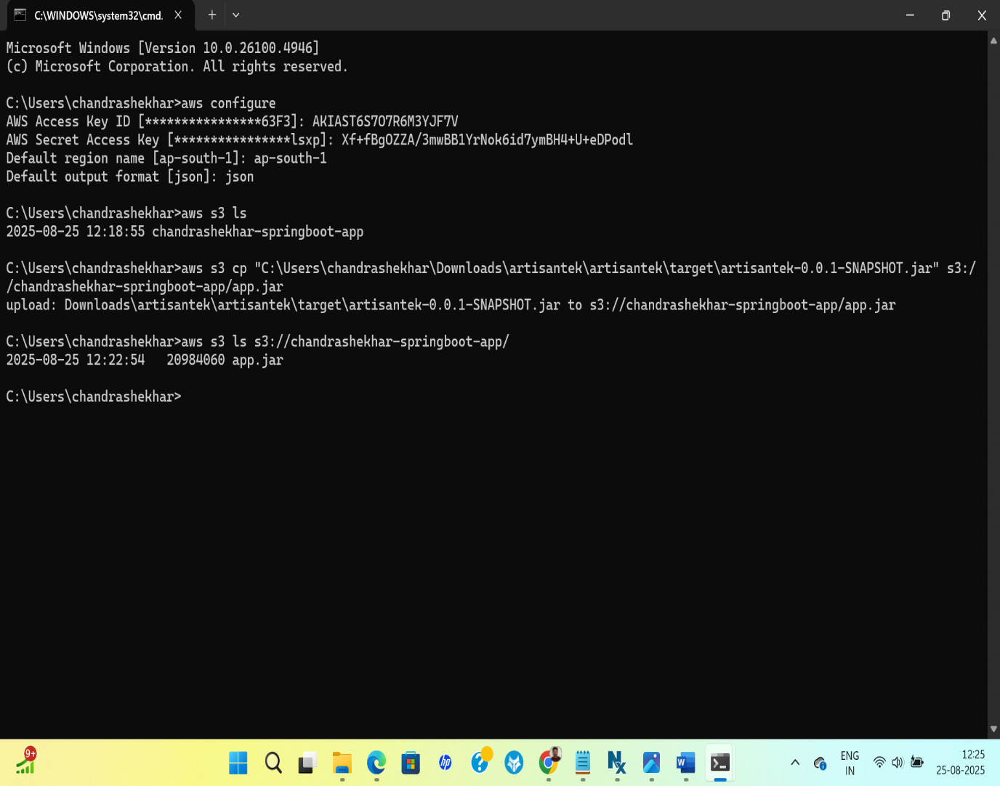 C:\WINDOWS\system32\cmd.
Microsoft Windows [Version 10.0.26100.4946]
(c) Microsoft Corporation. All rights reserved.
C:\Users\chandrashekhar>aws configure
AWS Access Key ID [****************63F3]: AKIAST6S7O7R6M3YJF7V
AWS Secret Access Key [****************lsxp]: 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
Default region name [ap-south-1]: ap-south-1
Default output format [json]: json
C:\Users\chandrashekhar>aws s3 ls
2025-08-25 12:18:55 chandrashekhar-springboot-app
C:\Users\chandrashekhar>aws s3 cp "C:\Users\chandrashekhar\Downloads\artisantek\artisantek\target\artisantek-0.0.1-SNAPSHOT.jar" s3:/
/chandrashekhar-springboot-app/app.jar
upload: Downloads\artisantek\artisantek\target\artisantek-0.0.1-SNAPSHOT.jar to s3://chandrashekhar-springboot-app/app.jar
C:\Users\chandrashekhar>aws s3 ls s3://chandrashekhar-springboot-app/
2025-08-25 12:22:54   20984060 app.jar
C:\Users\chandrashekhar>
9+
hp
ENG
IN
12:25
25-08-2025